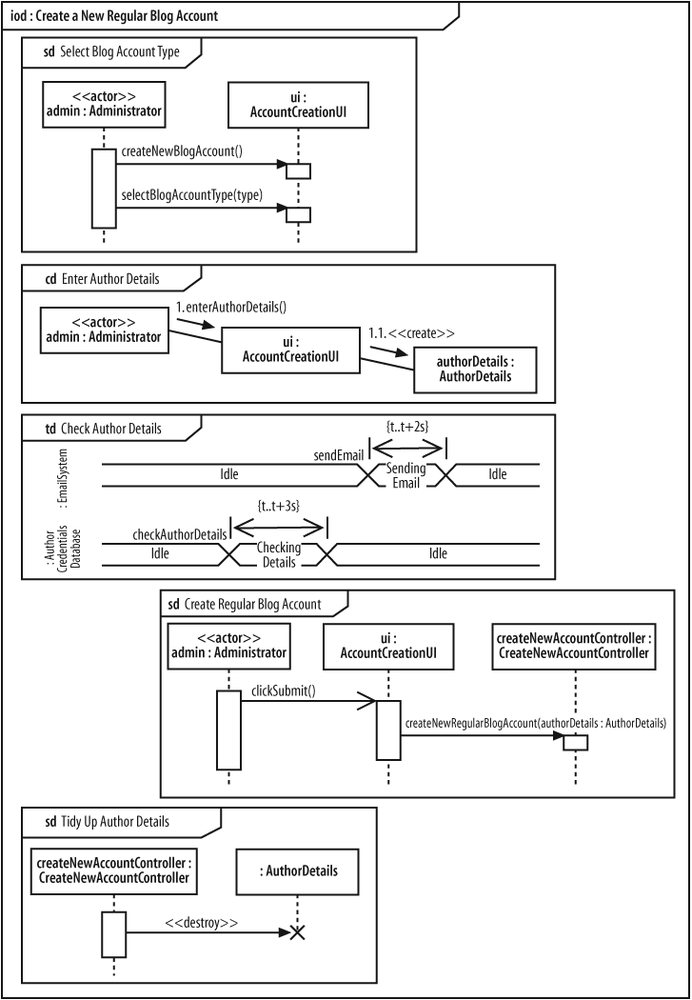 iod : Create a New Regular Blog Account
sd Select Blog Account Type
<<actor>>
admin : Administrator
ui :
AccountCreationUI
createNewBlogAccount()
selectBlogAccountType(type)
cd Enter Author Details
<<actor>>
admin : Administrator
1. enterAuthorDetails()
ui :
AccountCreationUI
1.1. <<create>>
authorDetails :
AuthorDetails
td Check Author Details
: EmailSystem
Idle
sendEmail
{t..t+2s}
Sending
Email
Idle
: Author
Credentials
Database
checkAuthorDetails
Idle
{t..t+3s}
Checking
Details
Idle
sd Create Regular Blog Account
<<actor>>
admin : Administrator
ui :
AccountCreationUI
createNewAccountController :
CreateNewAccountController
clickSubmit()
createNewRegularBlogAccount(authorDetails : AuthorDetails)
sd Tidy Up Author Details
createNewAccountController :
CreateNewAccountController
: AuthorDetails
<<destroy>>